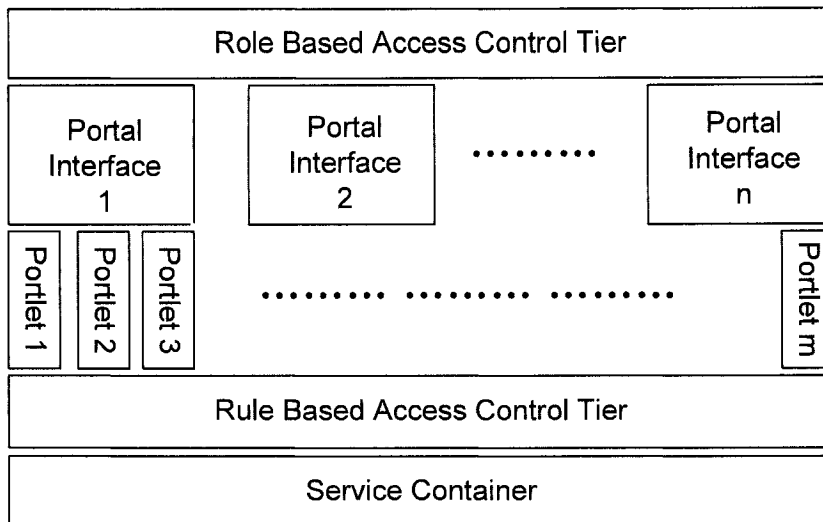 Role Based Access Control Tier
Portal
Interface
1
Portal
Interface
2
.........
Portal
Interface
n
Portlet 1
Portlet 2
Portlet 3
......... ......... .........
Portlet m
Rule Based Access Control Tier
Service Container